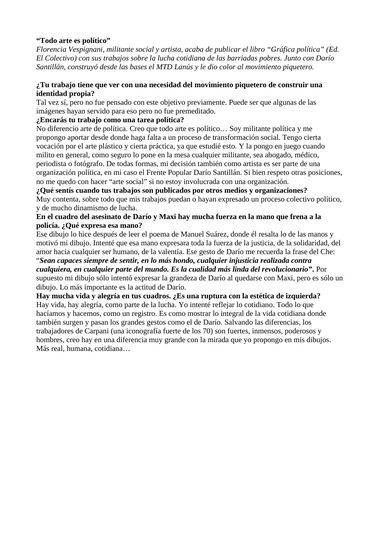 “Todo arte es político”
Florencia Vespignani, militante social y artista, acaba de publicar el libro “Gráfica política” (Ed.
El Colectivo) con sus trabajos sobre la lucha cotidiana de las barriadas pobres. Junto con Darío
Santillán, construyó desde las bases el MTD Lanús y le dio color al movimiento piquetero.
¿Tu trabajo tiene que ver con una necesidad del movimiento piquetero de construir una
identidad propia?
Tal vez sí, pero no fue pensado con este objetivo previamente. Puede ser que algunas de las
imágenes hayan servido para eso pero no fue premeditado.
¿Encarás tu trabajo como una tarea política?
No diferencio arte de política. Creo que todo arte es político… Soy militante política y me
propongo aportar desde donde haga falta a un proceso de transformación social. Tengo cierta
vocación por el arte plástico y cierta práctica, ya que estudié esto. Y la pongo en juego cuando
milito en general, como seguro lo pone en la mesa cualquier militante, sea abogado, médico,
periodista o fotógrafo. De todas formas, mi decisión también como artista es ser parte de una
organización política, en mi caso el Frente Popular Darío Santillán. Si bien respeto otras posiciones,
no me quedo con hacer “arte social” si no estoy involucrada con una organización.
¿Qué sentís cuando tus trabajos son publicados por otros medios y organizaciones?
Muy contenta, sobre todo que mis trabajos puedan o hayan expresado un proceso colectivo político,
y de mucho dinamismo de lucha.
En el cuadro del asesinato de Darío y Maxi hay mucha fuerza en la mano que frena a la
policía. ¿Qué expresa esa mano?
Ese dibujo lo hice después de leer el poema de Manuel Suárez, donde él resalta lo de las manos y
motivó mi dibujo. Intenté que esa mano expresara toda la fuerza de la justicia, de la solidaridad, del
amor hacia cualquier ser humano, de la valentía. Ese gesto de Darío me recuerda la frase del Che:
“Sean capaces siempre de sentir, en lo más hondo, cualquier injusticia realizada contra
cualquiera, en cualquier parte del mundo. Es la cualidad más linda del revolucionario”. Por
supuesto mi dibujo sólo intentó expresar la grandeza de Darío al quedarse con Maxi, pero es sólo un
dibujo. Lo más importante es la actitud de Darío.
Hay mucha vida y alegría en tus cuadros. ¿Es una ruptura con la estética de izquierda?
Hay vida, hay alegría, como parte de la lucha. Yo intenté reflejar lo cotidiano. Todo lo que
hacíamos y hacemos, como un registro. Es como mostrar lo integral de la vida cotidiana donde
también surgen y pasan los grandes gestos como el de Darío. Salvando las diferencias, los
trabajadores de Carpani (una iconografía fuerte de los 70) son fuertes, inmensos, poderosos y
hombres, creo hay en una diferencia muy grande con la mirada que yo propongo en mis dibujos.
Más real, humana, cotidiana…